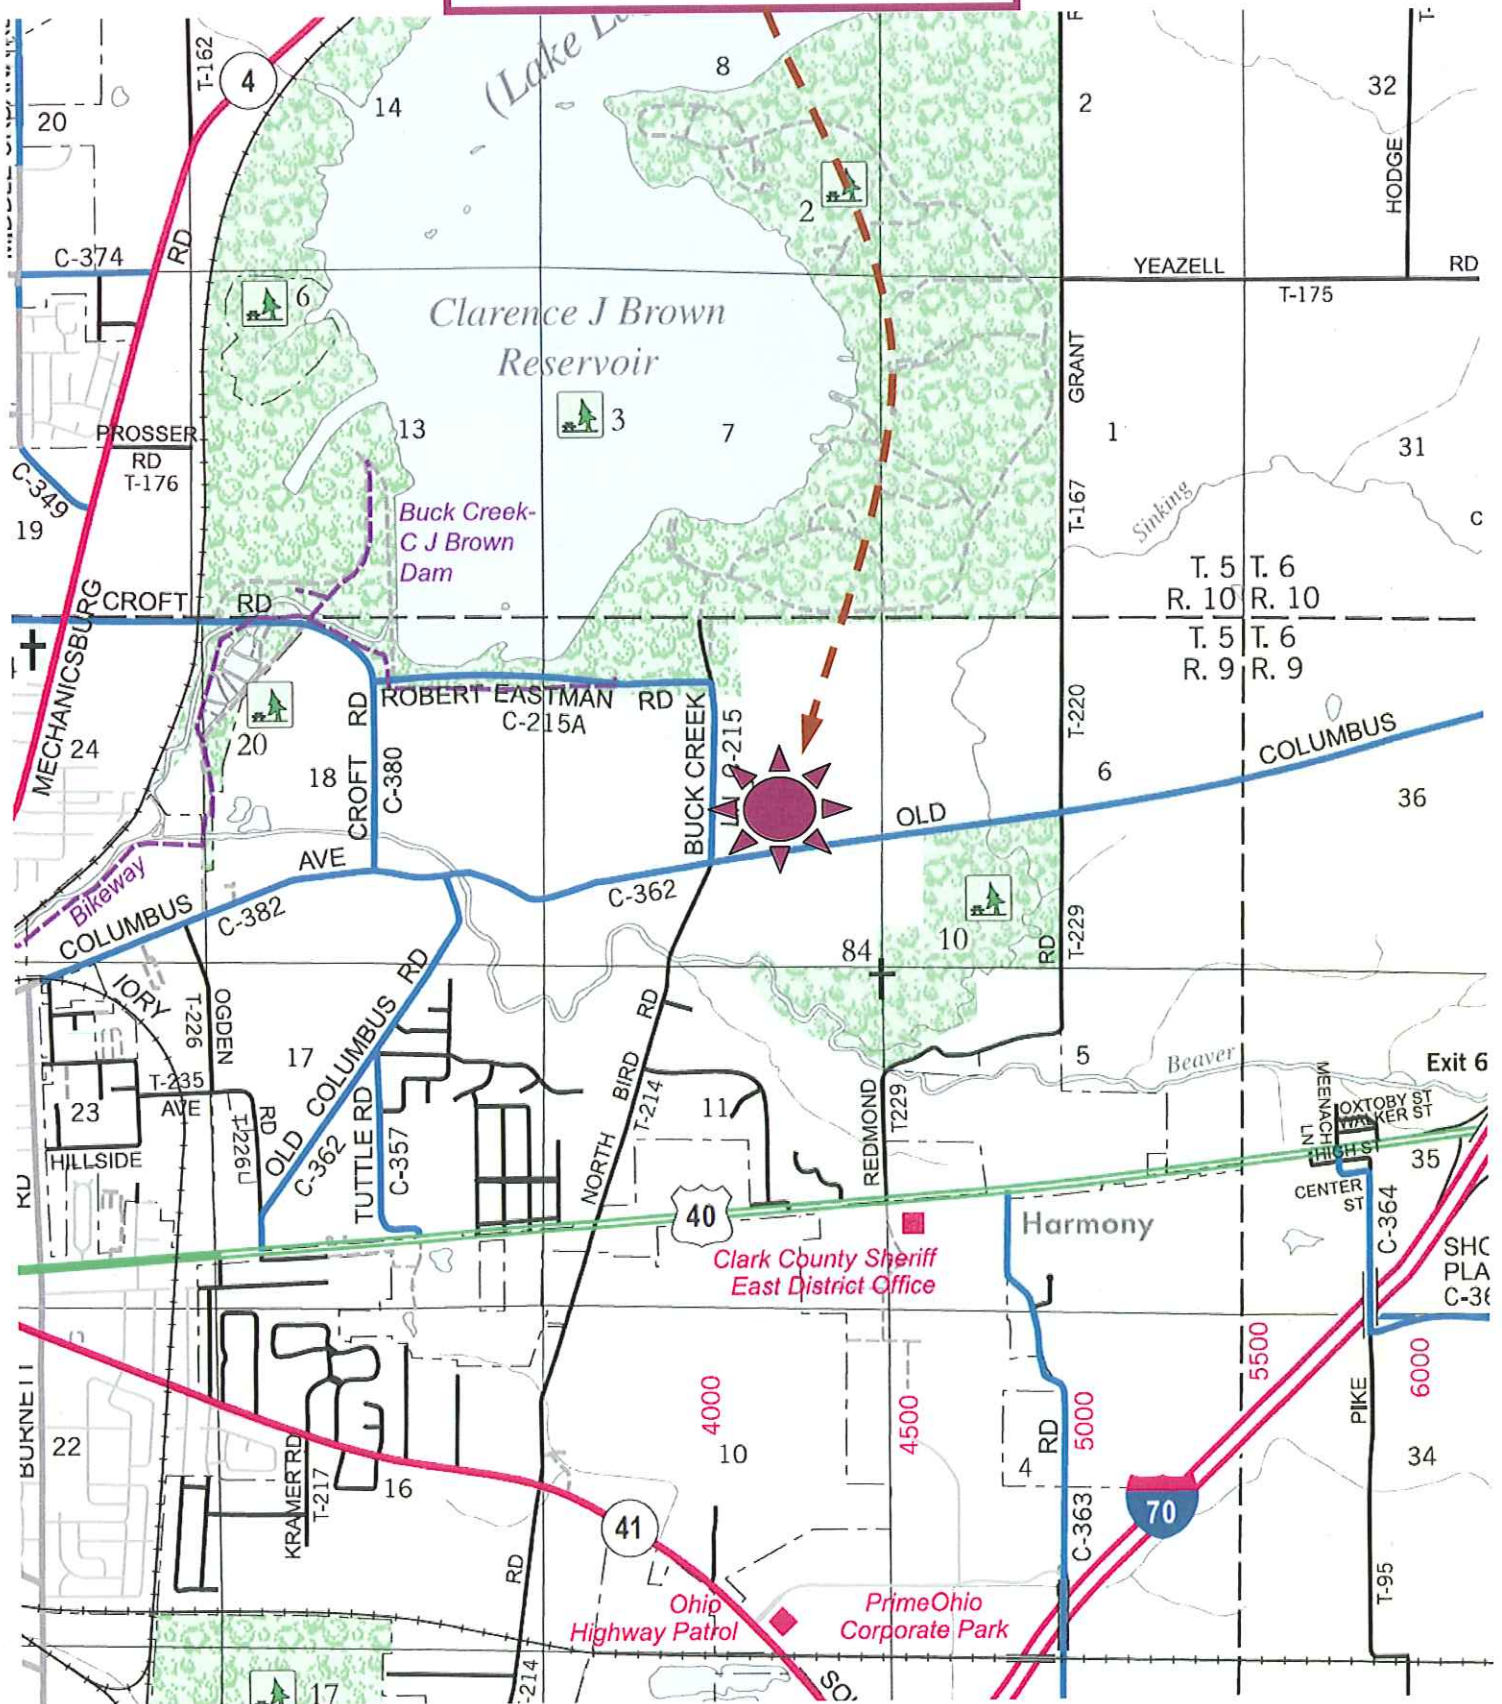 (Lake
T-162
4
8
14
2
32
20
2
HODGE
RD
C-374
YEAZELL
RD
T-175
6
Clarence J Brown
Reservoir
GRANT
3
7
13
1
31
PROSSER
RD
T-176
C-349
T-167
Sinking
19
Buck Creek-
C J Brown
Dam
T. 5 T. 6
R. 10 R. 10
T. 5 T. 6
R. 9 R. 9
CROFT RD
MECHANICSBURG
ROBERT EASTMAN RD
C-215A
T-220
COLUMBUS
24
20
18
CROFT RD
C-380
BUCK CREEK
6
36
OLD
AVE
Bikeway
COLUMBUS
C-382
C-362
84
10
RD
T-229
IORY
T-226
OGDEN
17
OLD COLUMBUS RD
RD
BIRD
T-214
5
Beaver
Exit 6
MEENACH
LN
OXTOBY ST
WALKER ST
HIGH ST
T-235
AVE
23
RD
11
REDMOND
T229
HILLSIDE
C-362
TUTTLE RD
C-357
NORTH
35
CENTER
ST
C-364
RD
40
Harmony
Clark County Sheriff
East District Office
SHO
PLA
C-36
BURNETT
22
4000
4500
5000
5500
6000
PIKE
RD
10
4
34
KRAMER RD
T-217
16
41
70
C-363
RD
T-95
Ohio
Highway Patrol
PrimeOhio
Corporate Park
17
-214